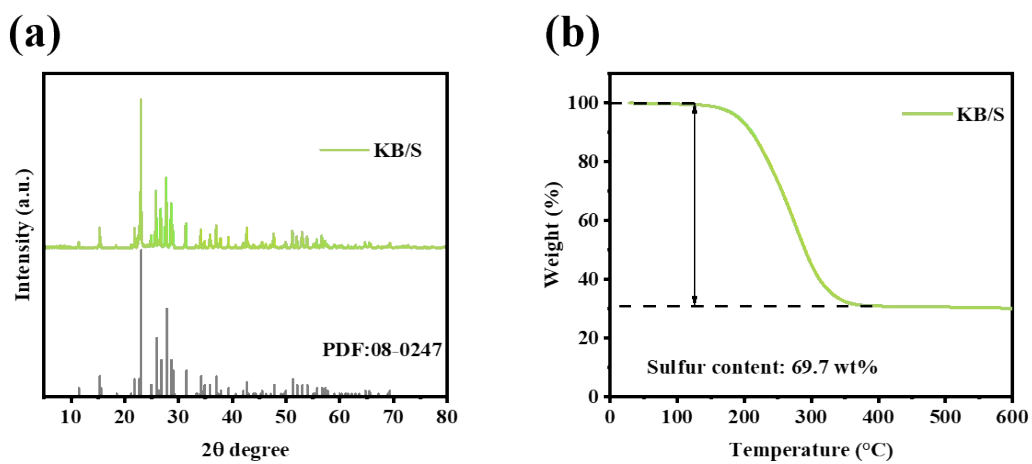 (a)
Intensity (a.u.)
KB/S
PDF:08-0247
10 20 30 40 50 60 70 80
2θ degree
(b)
Weight (%)
100
80
60
40
20
0
KB/S
Sulfur content: 69.7 wt%
0 100 200 300 400 500 600
Temperature (°C)